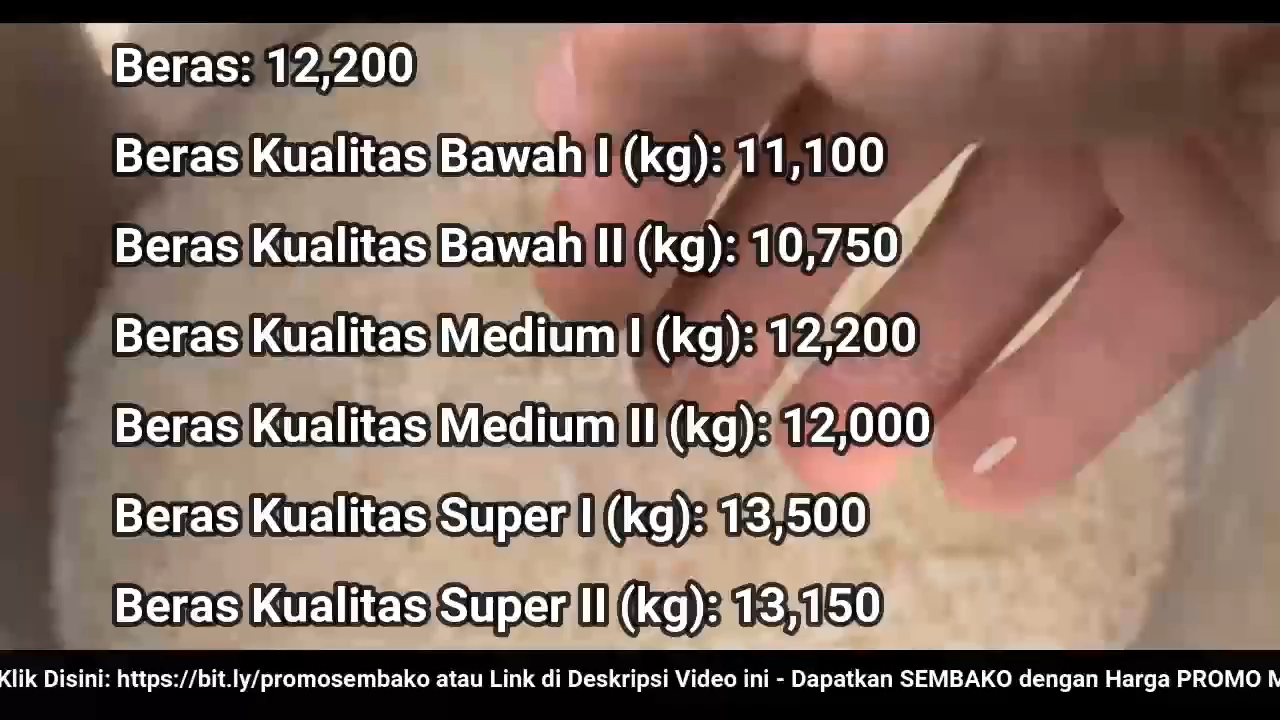 Beras: 12,200
Beras Kualitas Bawah I (kg): 11,100
Beras Kualitas Bawah II (kg): 10,750
Beras Kualitas Medium I (kg): 12,200
Beras Kualitas Medium II (kg): 12,000
Beras Kualitas Super I (kg): 13,500
Beras Kualitas Super II (kg): 13,150
Klik Disini: https://bit.ly/promosembako atau Link di Deskripsi Video ini - Dapatkan SEMBAKO dengan Harga PROMO